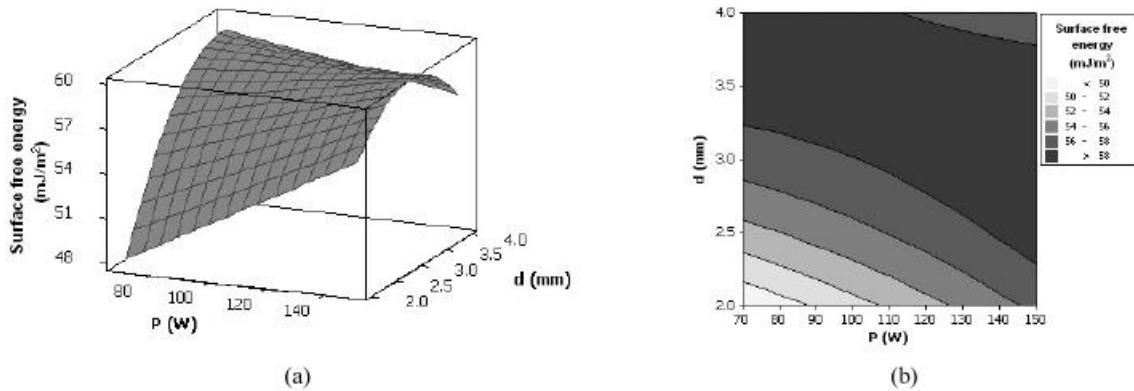 60
57
54
51
48
Surface free energy
(mJ/m²)
80
100
120
140
P (W)
2.0
2.5
3.0
3.5
4.0
d (mm)
(a)
4.0
3.5
3.0
2.5
2.0
d (mm)
70 80 90 100 110 120 130 140 150
P (W)
Surface free
energy
(mJ/m²)
< 50
50 - 52
52 - 54
54 - 56
56 - 58
> 58
(b)